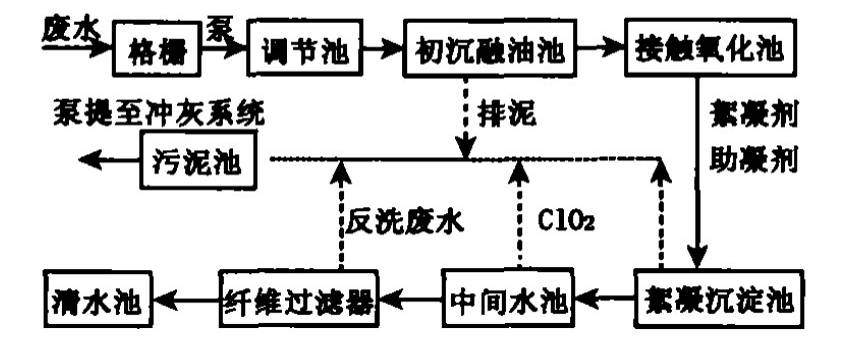 废水
格栅
泵
调节池
初沉融油池
接触氧化池
泵提至冲灰系统
排泥
絮凝剂
助凝剂
污泥池
反洗废水
ClO₂
清水池
纤维过滤器
中间水池
絮凝沉淀池